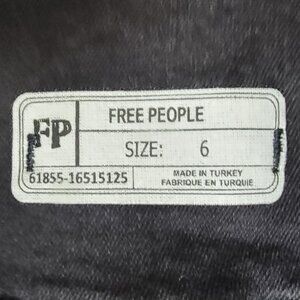 FP
FREE PEOPLE
SIZE: 6
61855-16515125
MADE IN TURKEY
FABRIQUE EN TURQUIE